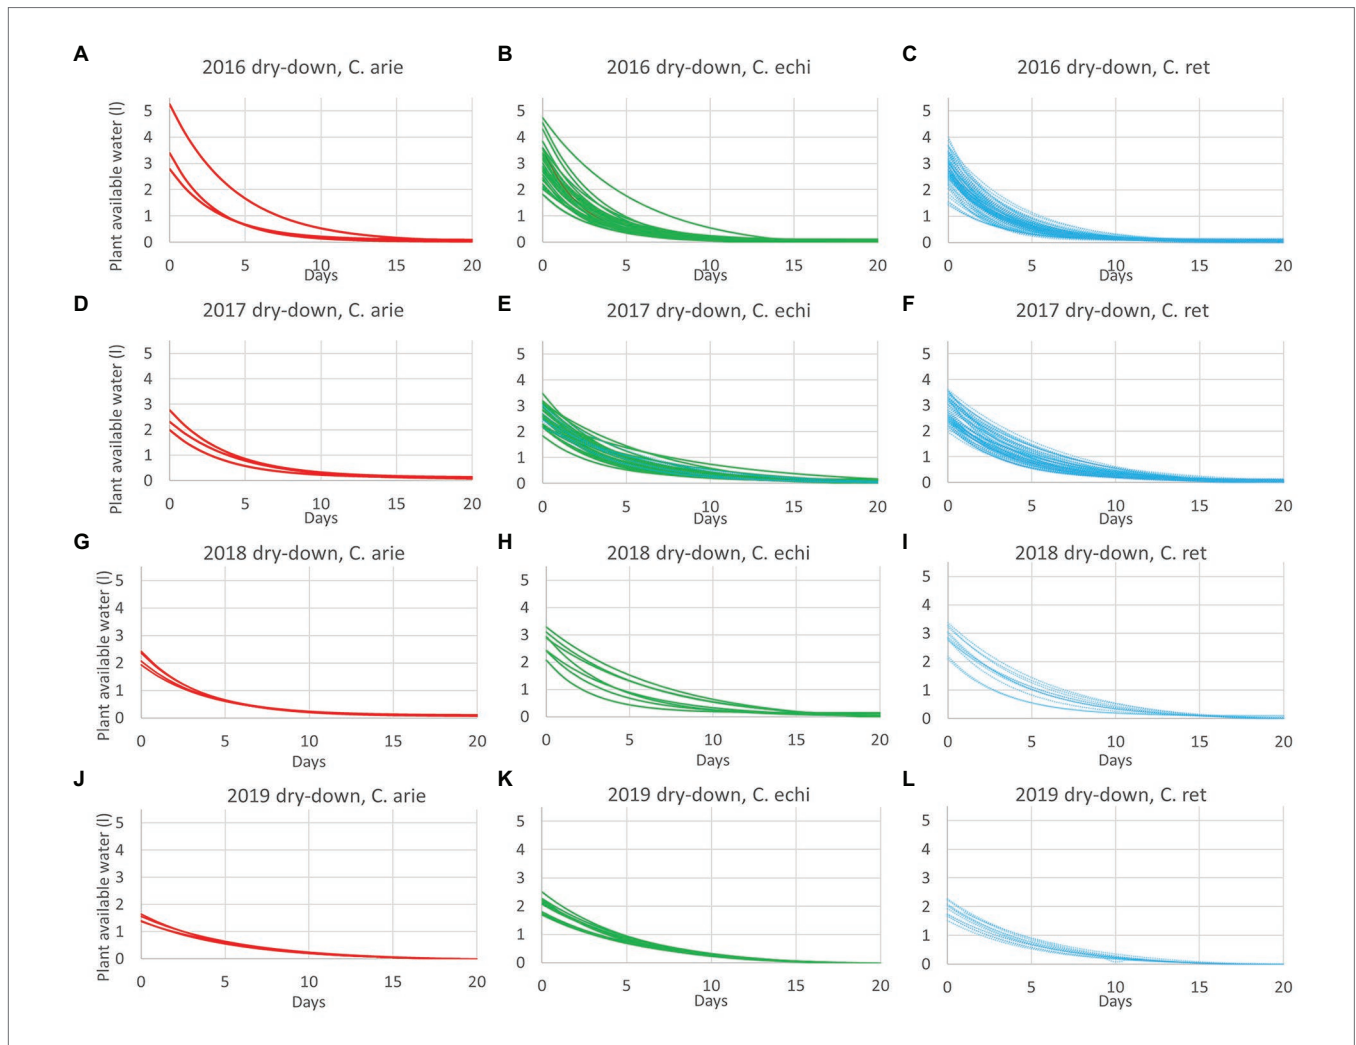 A
2016 dry-down, C. arie
Plant available water (l)
5
4
3
2
1
0
0 5 10 15 20
Days
B
2016 dry-down, C. echi
5
4
3
2
1
0
0 5 10 15 20
Days
C
2016 dry-down, C. ret
5
4
3
2
1
0
0 5 10 15 20
Days
D
2017 dry-down, C. arie
Plant available water (l)
5
4
3
2
1
0
0 5 10 15 20
Days
E
2017 dry-down, C. echi
5
4
3
2
1
0
0 5 10 15 20
Days
F
2017 dry-down, C. ret
5
4
3
2
1
0
0 5 10 15 20
Days
G
2018 dry-down, C. arie
Plant available water (l)
5
4
3
2
1
0
0 5 10 15 20
Days
H
2018 dry-down, C. echi
5
4
3
2
1
0
0 5 10 15 20
Days
I
2018 dry-down, C. ret
5
4
3
2
1
0
0 5 10 15 20
Days
J
2019 dry-down, C. arie
Plant available water (l)
5
4
3
2
1
0
0 5 10 15 20
Days
K
2019 dry-down, C. echi
5
4
3
2
1
0
0 5 10 15 20
Days
L
2019 dry-down, C. ret
5
4
3
2
1
0
0 5 10 15 20
Days